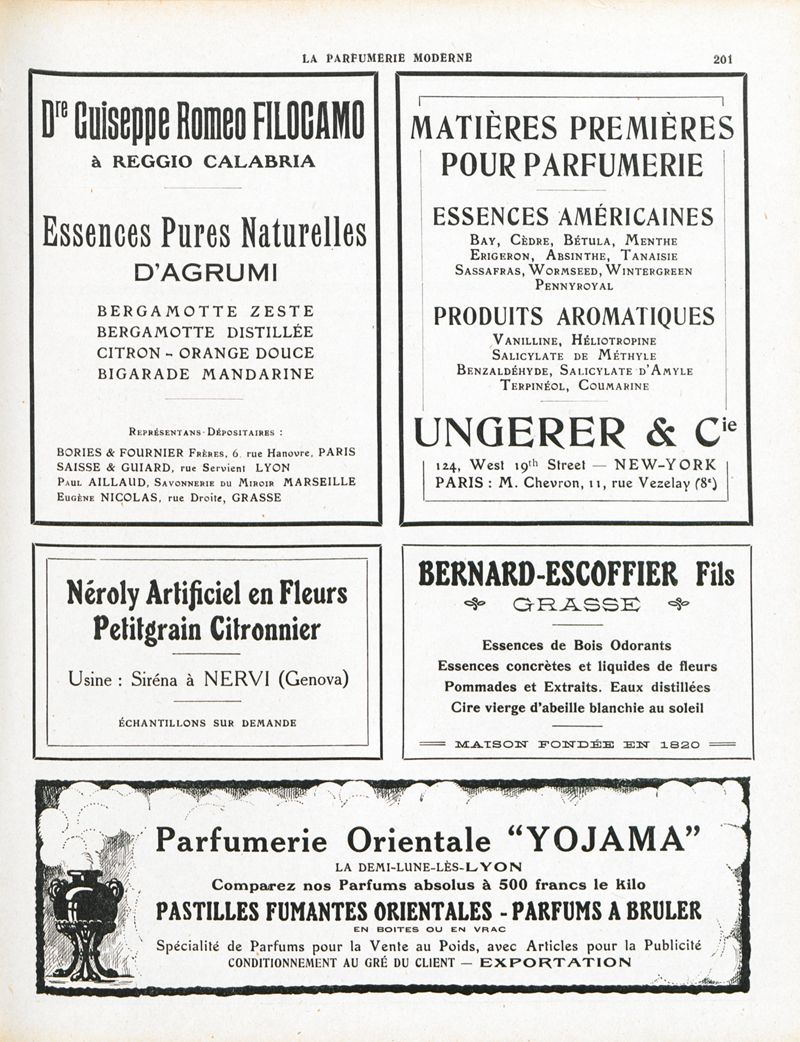 LA PARFUMERIE MODERNE
201
Dre Guiseppe Romeo FILOCAMO
à REGGIO CALABRIA
Essences Pures Naturelles
D'AGRUMI
BERGAMOTTE ZESTE
BERGAMOTTE DISTILLÉE
CITRON - ORANGE DOUCE
BIGARADE MANDARINE
REPRÉSENTANS-DÉPOSITAIRES :
BORIES & FOURNIER FRÈRES, 6, rue Hanovre, PARIS
SAISSE & GUIARD, rue Servient LYON
PAUL AILLAUD, SAVONNERIE DU MIROIR MARSEILLE
EUGÈNE NICOLAS, rue Droite, GRASSE
MATIÈRES PREMIÈRES
POUR PARFUMERIE
ESSENCES AMÉRICAINES
BAY, CÈDRE, BÉTULA, MENTHE
ERIGERON, ABSINTHE, TANAISIE
SASSAFRAS, WORMSEED, WINTERGREEN
PENNYROYAL
PRODUITS AROMATIQUES
VANILLINE, HÉLIOTROPINE
SALICYLATE DE MÉTHYLE
BENZALDÉHYDE, SALICYLATE D'AMYLE
TERPINÉOL, COUMARINE
UNGERER & Cie
124, West 19th Street — NEW-YORK
PARIS : M. Chevron, 11, rue Vezelay (8e)
Néroly Artificiel en Fleurs
Petitgrain Citronnier
Usine : Siréna à NERVI (Genova)
ÉCHANTILLONS SUR DEMANDE
BERNARD-ESCOFFIER Fils
GRASSE
Essences de Bois Odorants
Essences concrètes et liquides de fleurs
Pommades et Extraits. Eaux distillées
Cire vierge d'abeille blanchie au soleil
MAISON FONDÉE EN 1820
Parfumerie Orientale "YOJAMA"
LA DEMI-LUNE-LÈS-LYON
Comparez nos Parfums absolus à 500 francs le kilo
PASTILLES FUMANTES ORIENTALES - PARFUMS A BRULER
EN BOITES OU EN VRAC
Spécialité de Parfums pour la Vente au Poids, avec Articles pour la Publicité
CONDITIONNEMENT AU GRÉ DU CLIENT — EXPORTATION